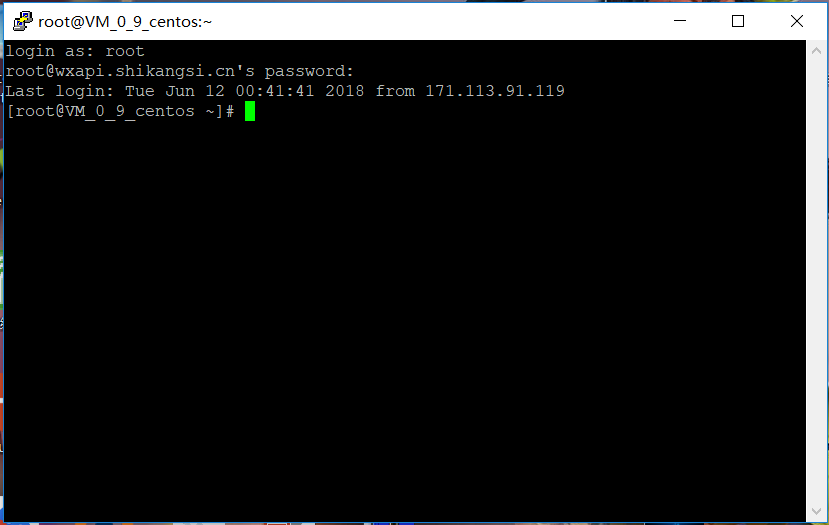 root@VM_0_9_centos:~
login as: root
root@wxapi.shikangsi.cn's password:
Last login: Tue Jun 12 00:41:41 2018 from 171.113.91.119
[root@VM_0_9_centos ~]#